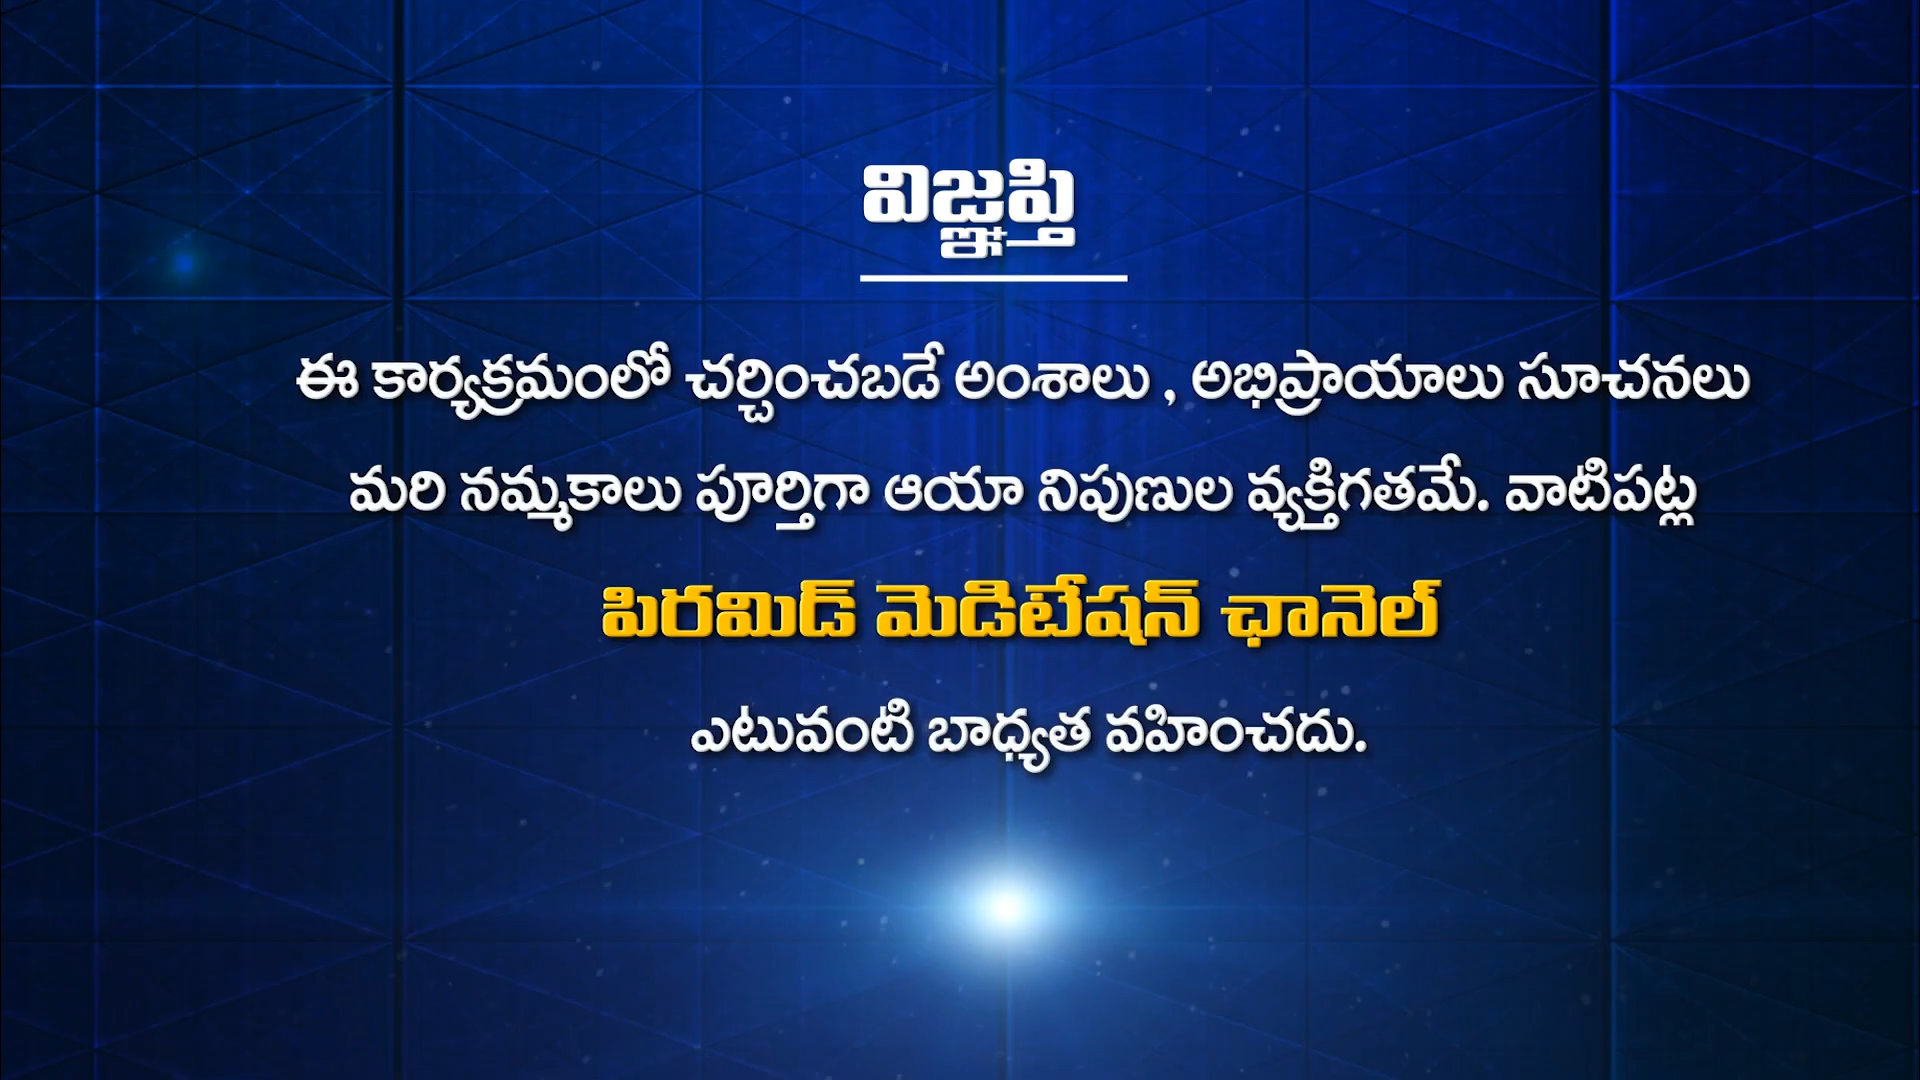 విజ్ఞప్తి
ఈ కార్యక్రమంలో చర్చించబడే అంశాలు , అభిప్రాయాలు సూచనలు
మరి నమ్మకాలు పూర్తిగా ఆయా నిపుణుల వ్యక్తిగతమే. వాటిపట్ల
పిరమిడ్ మెడిటేషన్ ఛానెల్
ఎటువంటి బాధ్యత వహించదు.